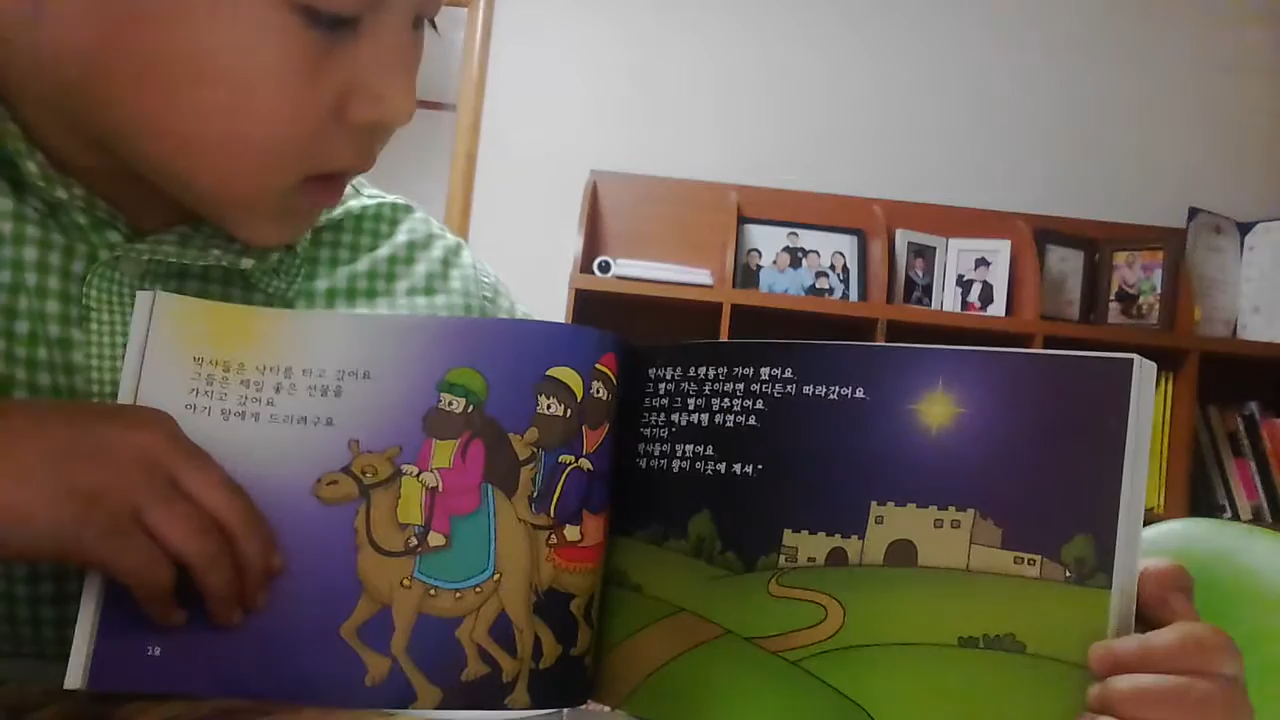 박사들은 낙타를 타고 갔어요
그들은 제일 좋은 선물을
가지고 갔어요
아기 왕에게 드리려구요
18
박사들은 오랫동안 가야 했어요.
그 별이 가는 곳이라면 어디든지 따라갔어요.
드디어 그 별이 멈추었어요.
그곳은 베들레헴 위였어요.
"여기다."
박사들이 말했어요.
"새 아기 왕이 이곳에 계셔."